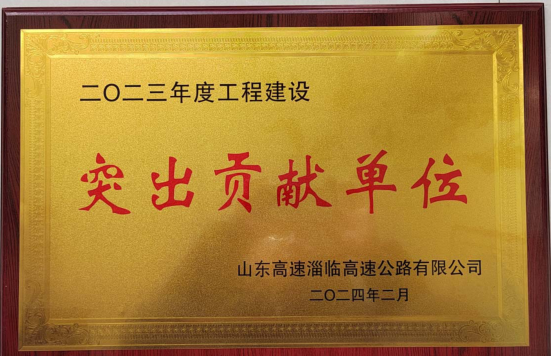 二〇二三年度工程建设
突出贡献单位
山东高速淄临高速公路有限公司
二〇二四年二月